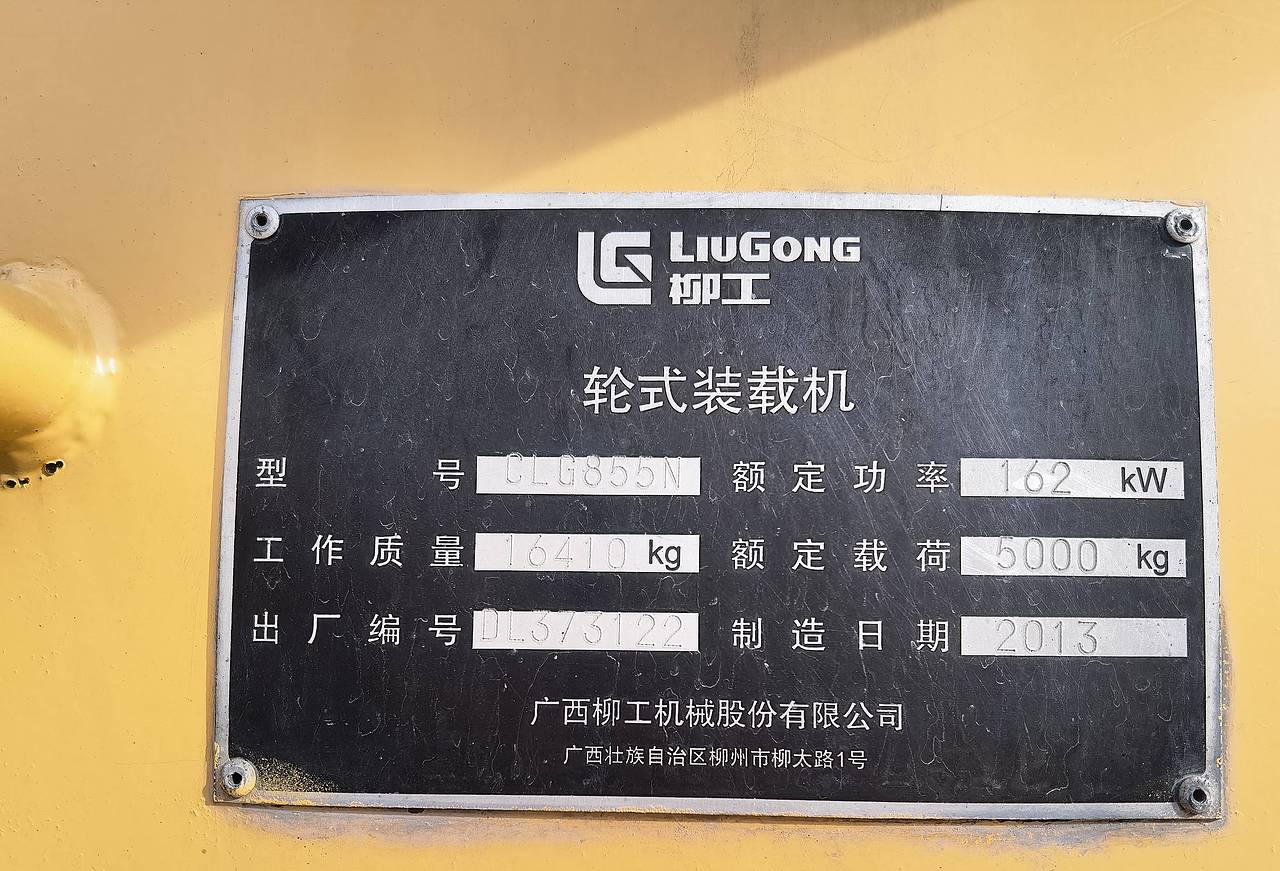 LG LIUGONG
柳工
轮式装载机
型号 CLG855N 额定功率 162 kW
工作质量 16410 kg 额定载荷 5000 kg
出厂编号 DL373122 制造日期 2013
广西柳工机械股份有限公司
广西壮族自治区柳州市柳太路1号